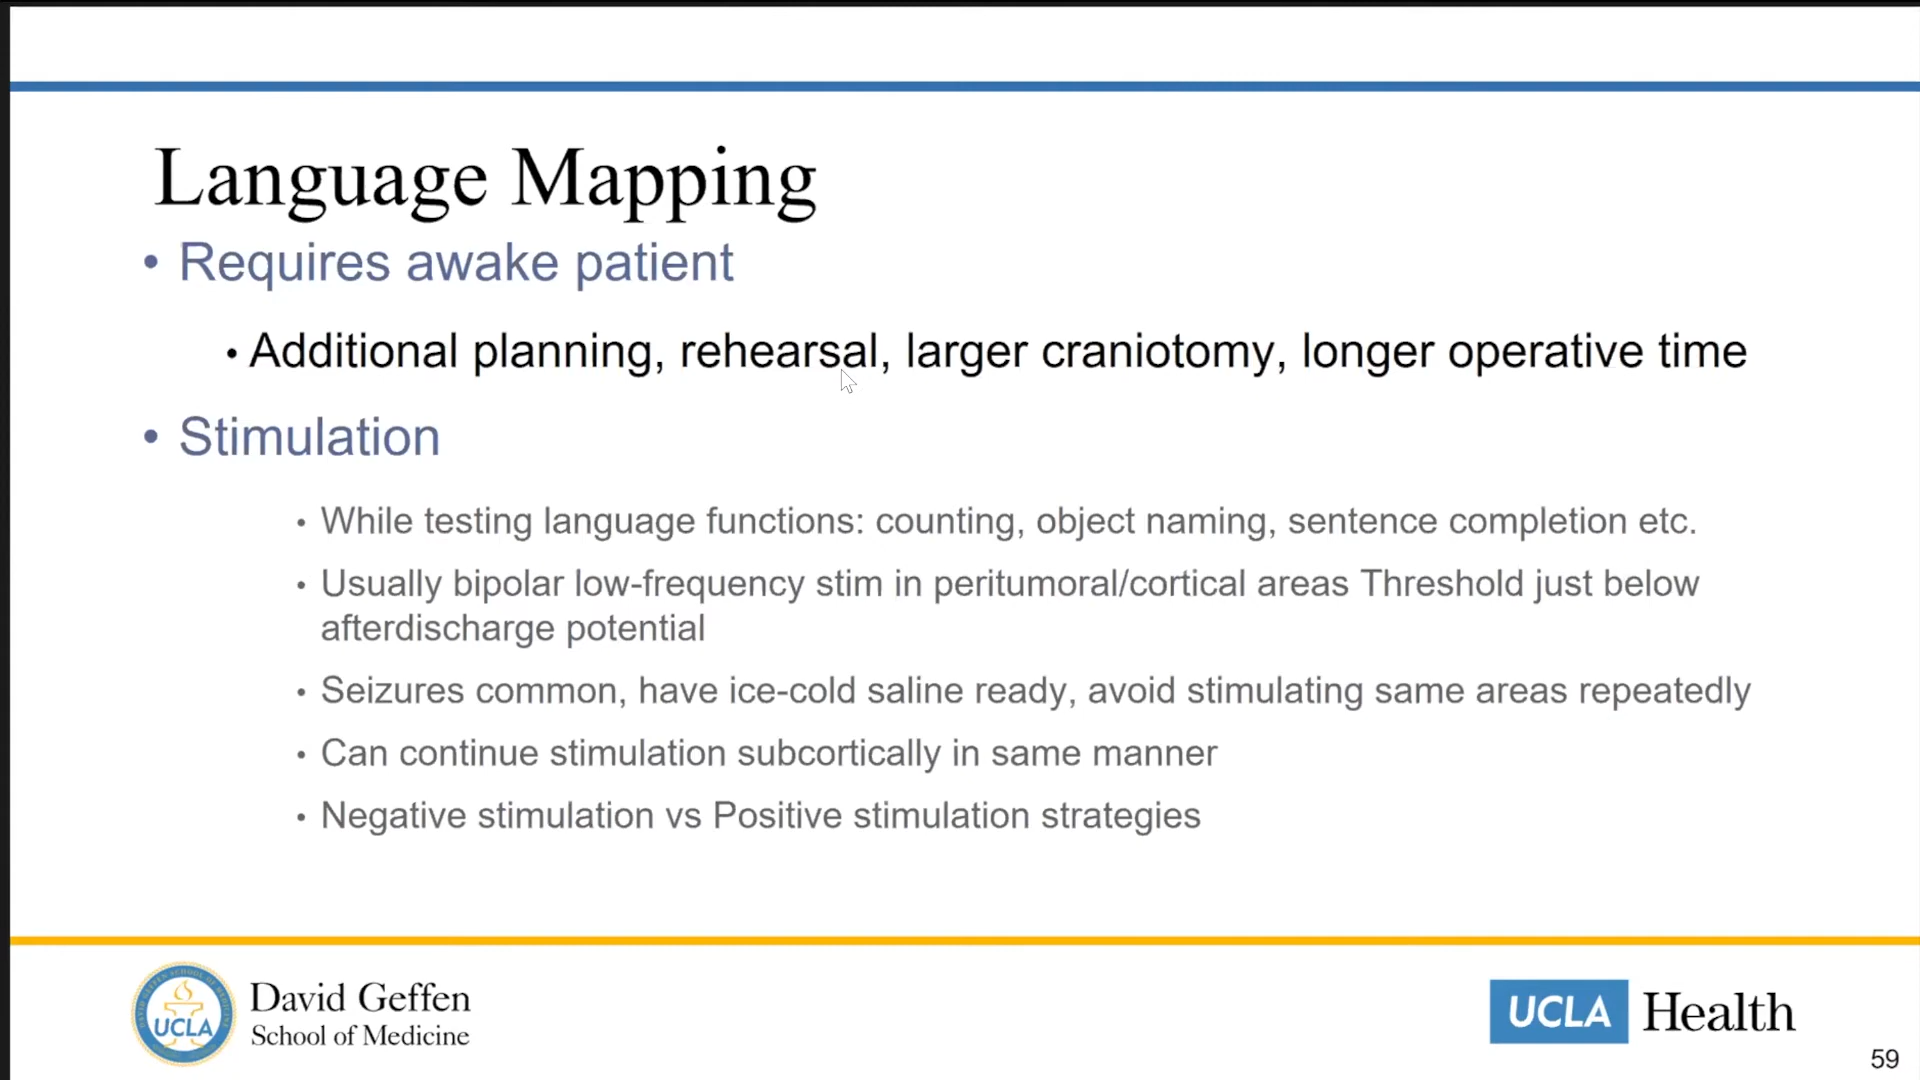 Language Mapping
• Requires awake patient
• Additional planning, rehearsal, larger craniotomy, longer operative time
• Stimulation
• While testing language functions: counting, object naming, sentence completion etc.
• Usually bipolar low-frequency stim in peritumoral/cortical areas Threshold just below
afterdischarge potential
• Seizures common, have ice-cold saline ready, avoid stimulating same areas repeatedly
• Can continue stimulation subcortically in same manner
• Negative stimulation vs Positive stimulation strategies
UCLA
David Geffen
School of Medicine
UCLA Health
59